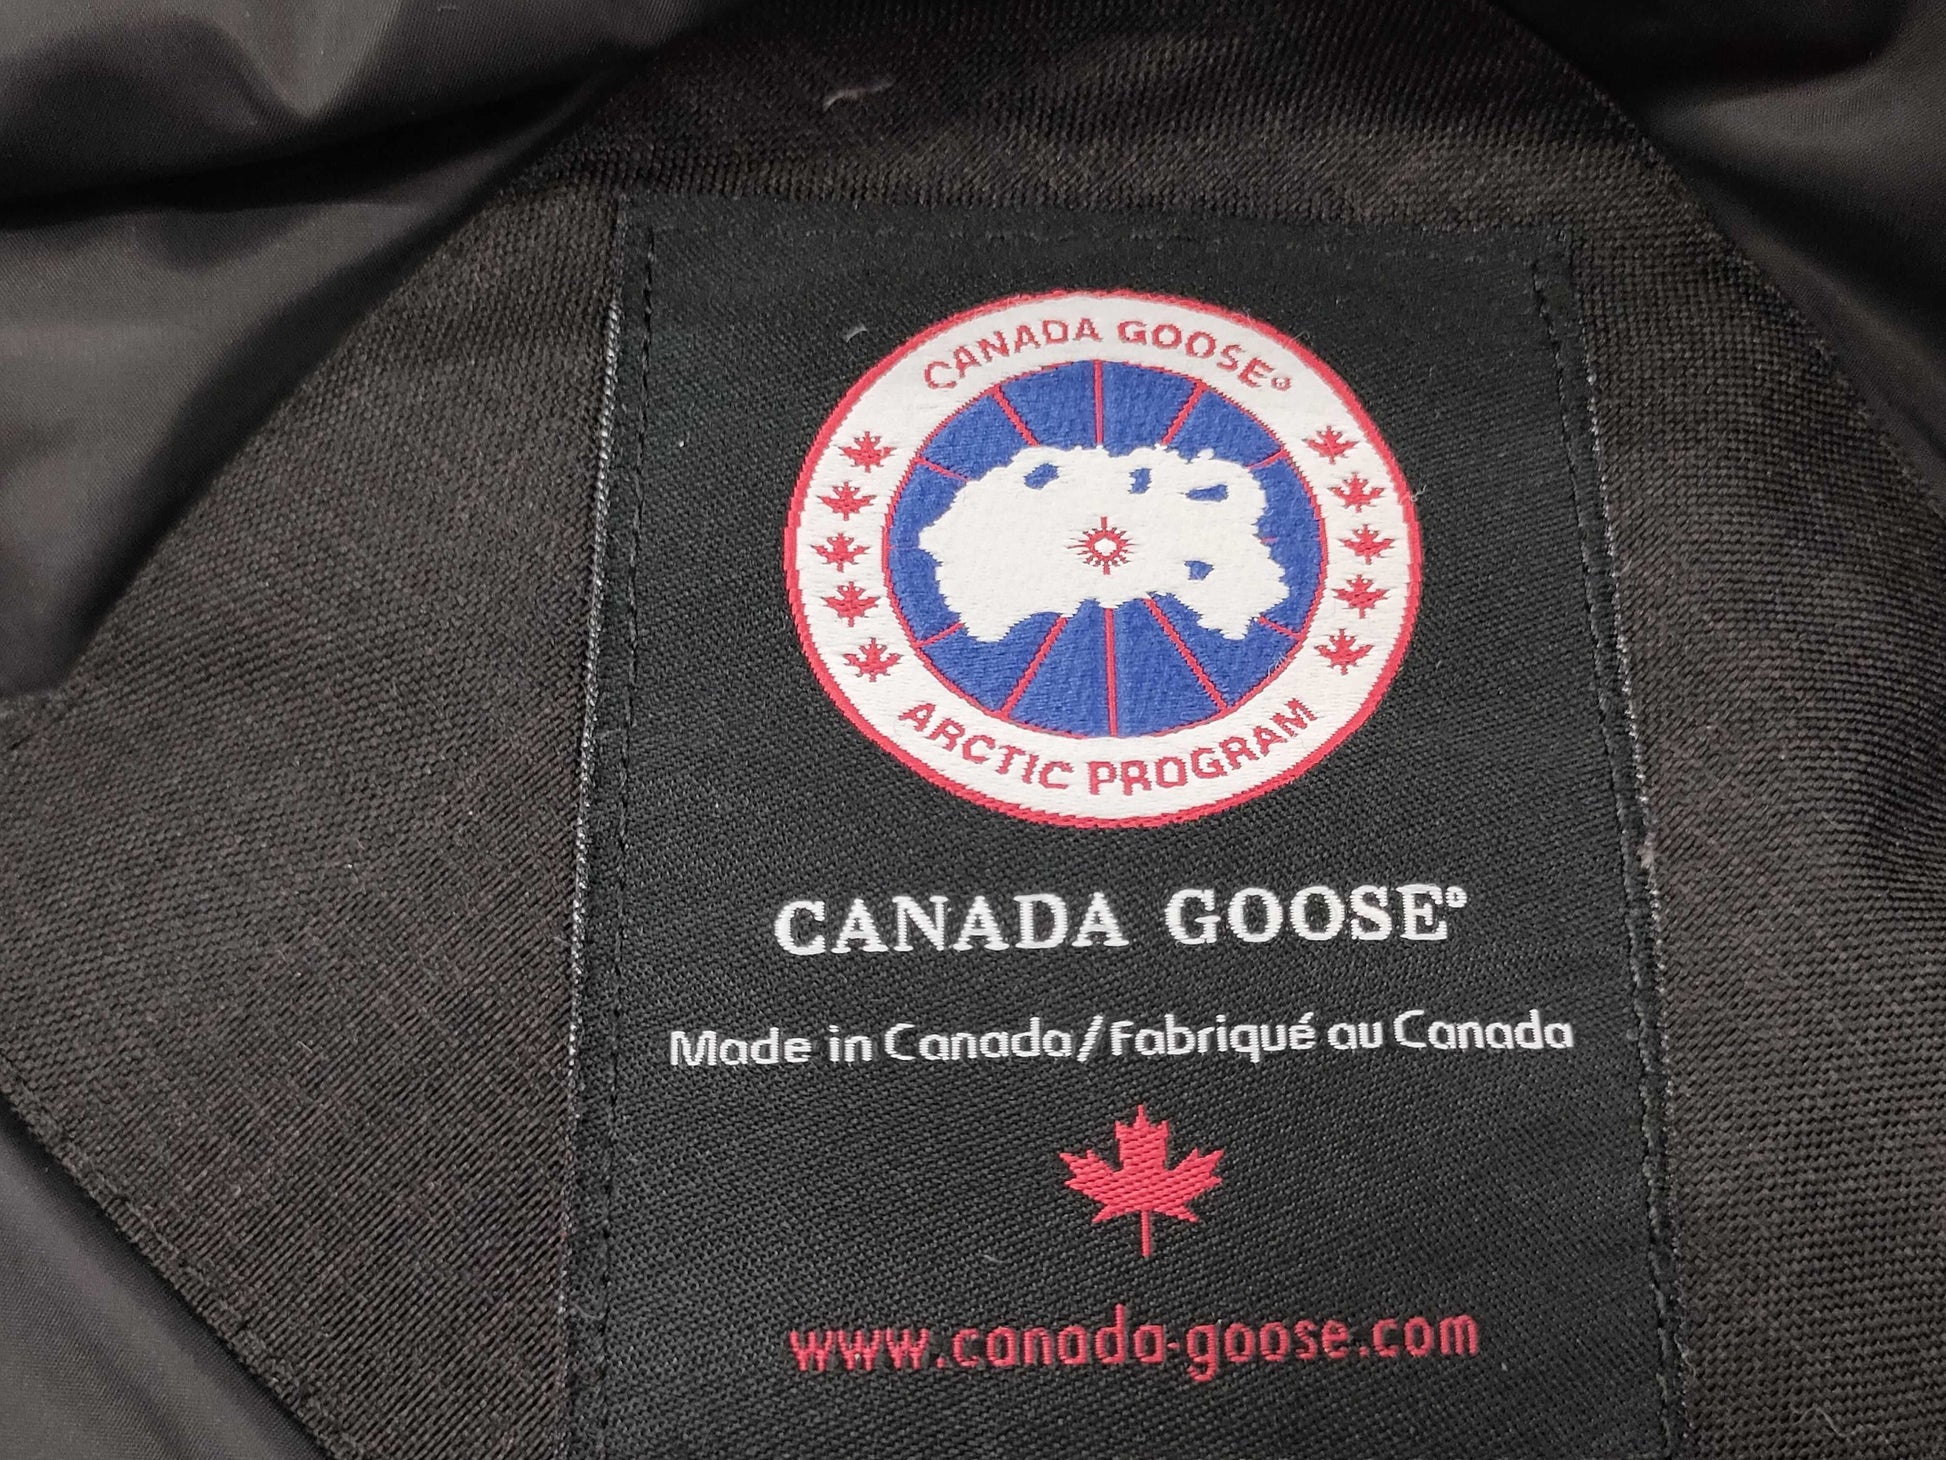 CANADA GOOSE®
ARCTIC PROGRAM
CANADA GOOSE®
Made in Canada/Fabriqué au Canada
www.canada-goose.com